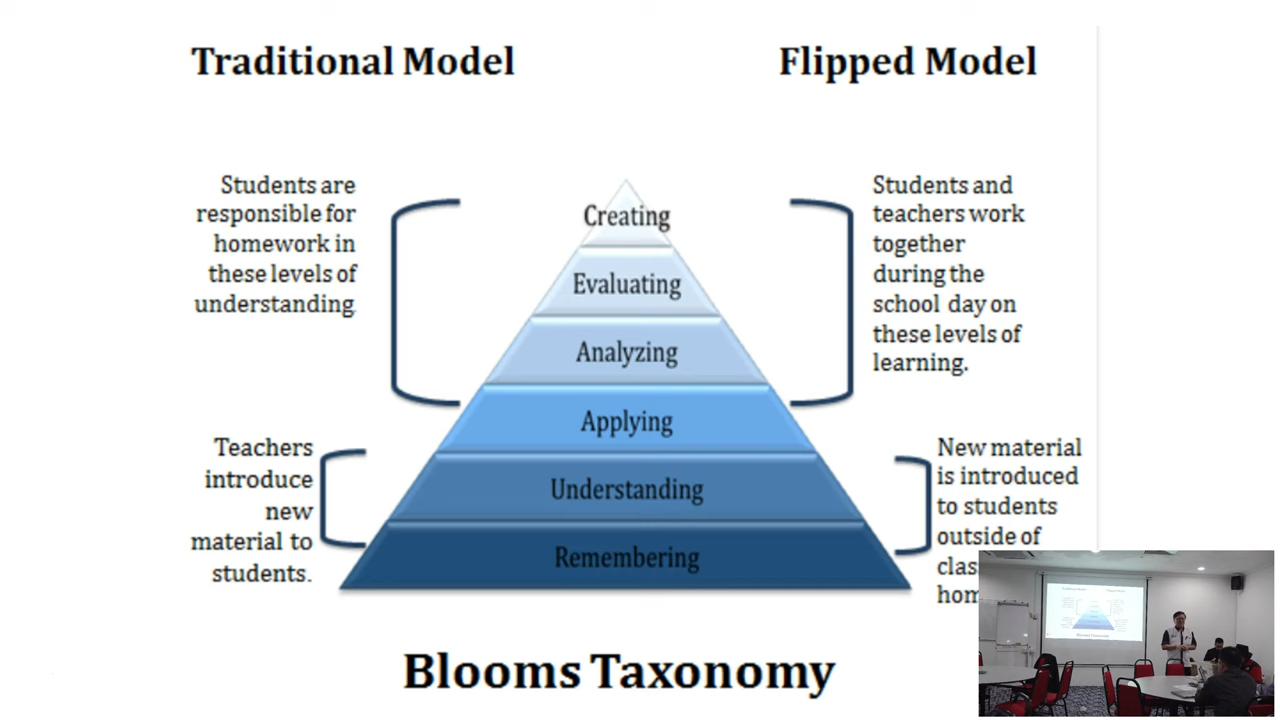 Traditional Model
Flipped Model
Students are
responsible for
homework in
these levels of
understanding
Teachers
introduce
new
material to
students.
Creating
Evaluating
Analyzing
Applying
Understanding
Remembering
Students and
teachers work
together
during the
school day on
these levels of
learning.
New material
is introduced
to students
outside of
Blooms Taxonomy